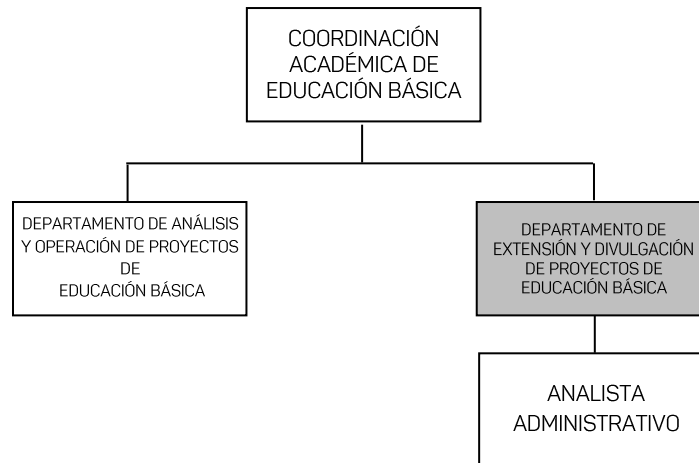 COORDINACIÓN
ACADÉMICA DE
EDUCACIÓN BÁSICA
DEPARTAMENTO DE ANÁLISIS
Y OPERACIÓN DE PROYECTOS
DE
EDUCACIÓN BÁSICA
DEPARTAMENTO DE
EXTENSIÓN Y DIVULGACIÓN
DE PROYECTOS DE
EDUCACIÓN BÁSICA
ANALISTA
ADMINISTRATIVO